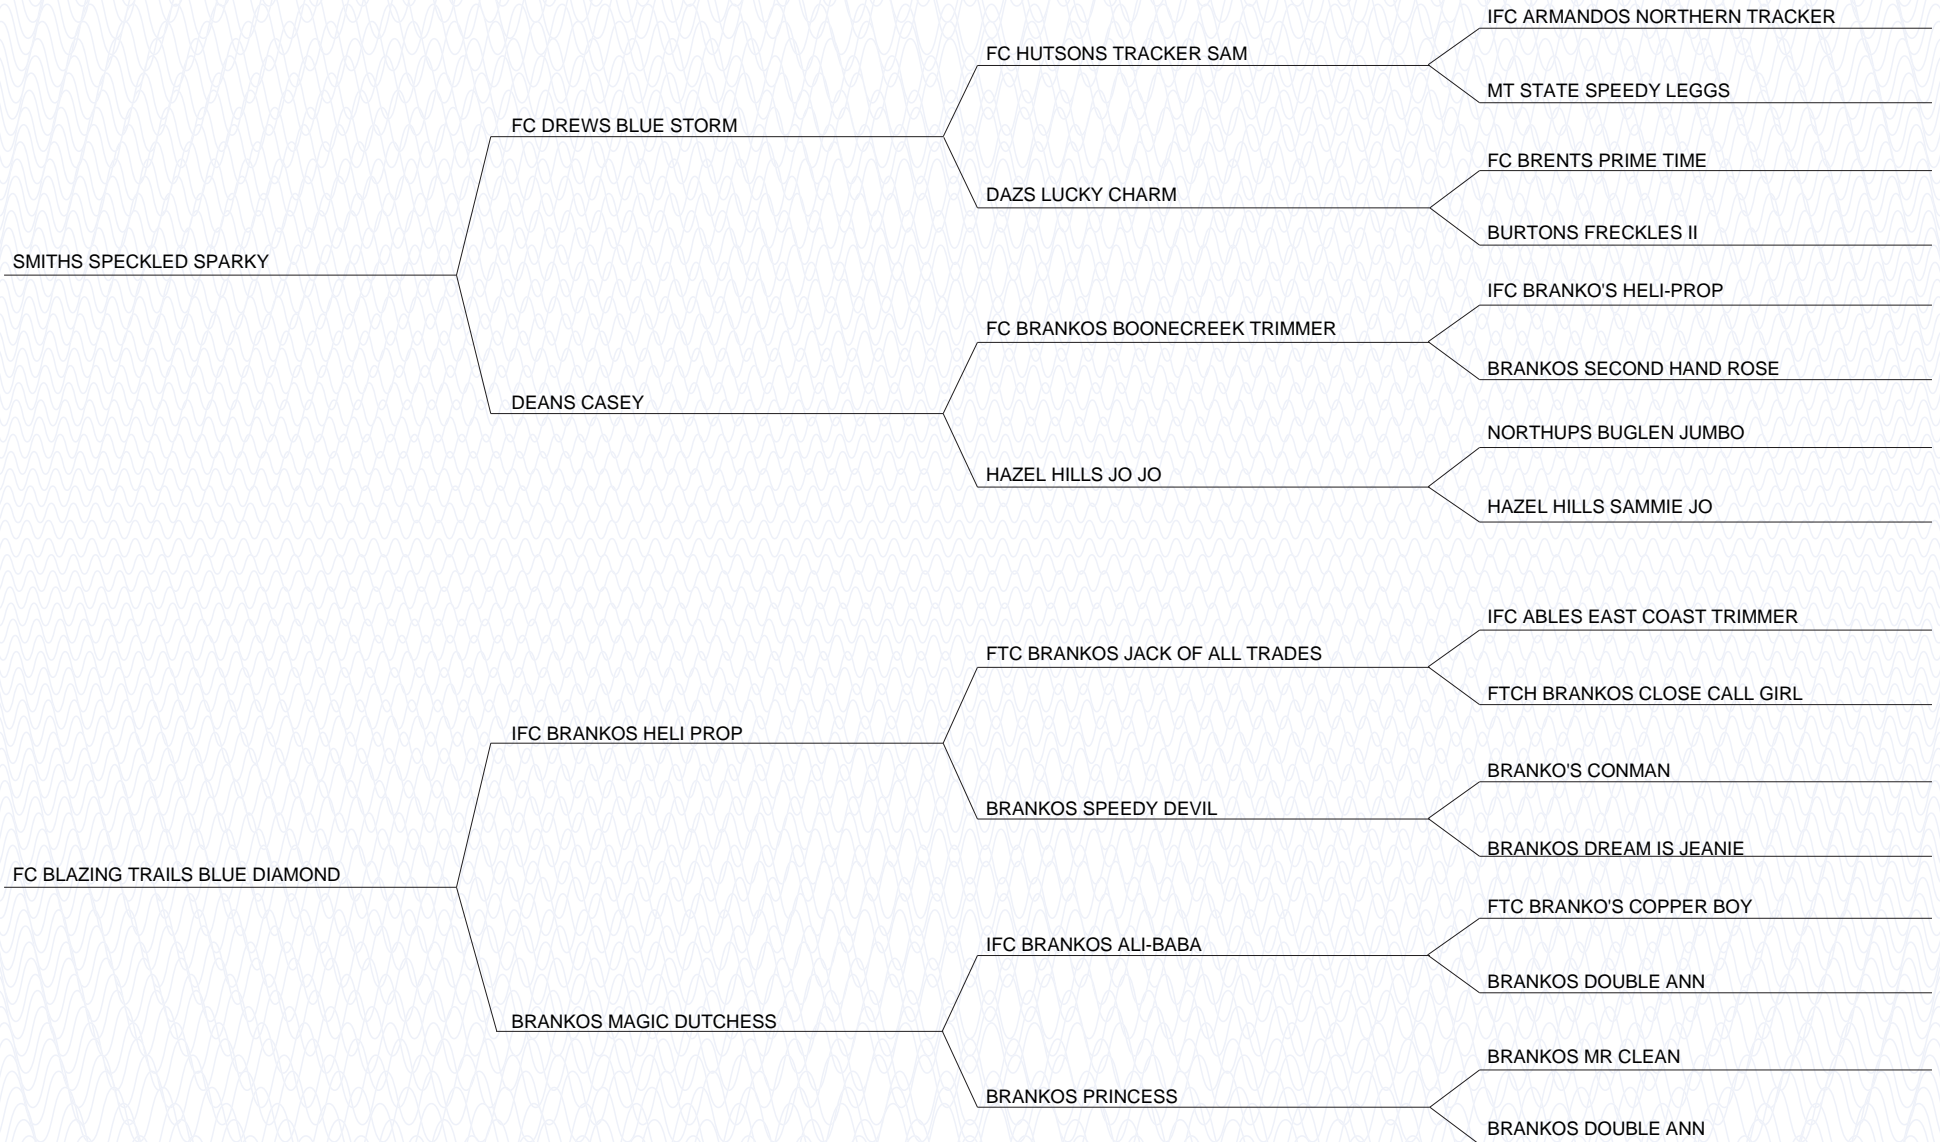 IFC ARMANDOS NORTHERN TRACKER
FC HUTSONS TRACKER SAM
MT STATE SPEEDY LEGGS
FC DREWS BLUE STORM
FC BRENTS PRIME TIME
DAZS LUCKY CHARM
BURTONS FRECKLES II
SMITHS SPECKLED SPARKY
IFC BRANKO'S HELI-PROP
FC BRANKOS BOONECREEK TRIMMER
BRANKOS SECOND HAND ROSE
DEANS CASEY
NORTHUPS BUGLEN JUMBO
HAZEL HILLS JO JO
HAZEL HILLS SAMMIE JO
IFC ABLES EAST COAST TRIMMER
FTC BRANKOS JACK OF ALL TRADES
FTCH BRANKOS CLOSE CALL GIRL
IFC BRANKOS HELI PROP
BRANKO'S CONMAN
BRANKOS SPEEDY DEVIL
BRANKOS DREAM IS JEANIE
FC BLAZING TRAILS BLUE DIAMOND
FTC BRANKO'S COPPER BOY
IFC BRANKOS ALI-BABA
BRANKOS DOUBLE ANN
BRANKOS MAGIC DUTCHESS
BRANKOS MR CLEAN
BRANKOS PRINCESS
BRANKOS DOUBLE ANN